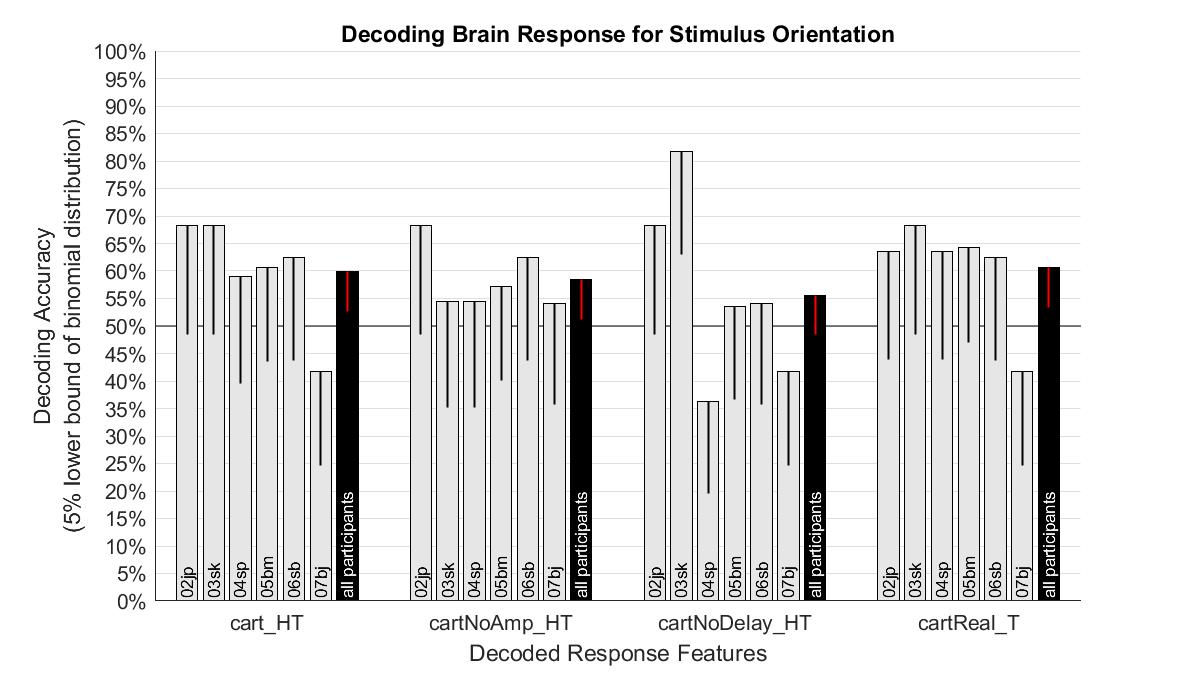 Decoding Brain Response for Stimulus Orientation
100%
95%
90%
85%
80%
75%
70%
65%
60%
55%
50%
45%
40%
35%
30%
25%
20%
15%
10%
5%
0%
Decoding Accuracy
(5% lower bound of binomial distribution)
02jp
03sk
04sp
05bm
06sb
07bj
all participants
02jp
03sk
04sp
05bm
06sb
07bj
all participants
02jp
03sk
04sp
05bm
06sb
07bj
all participants
02jp
03sk
04sp
05bm
06sb
07bj
all participants
cart_HT
cartNoAmp_HT
cartNoDelay_HT
cartReal_T
Decoded Response Features